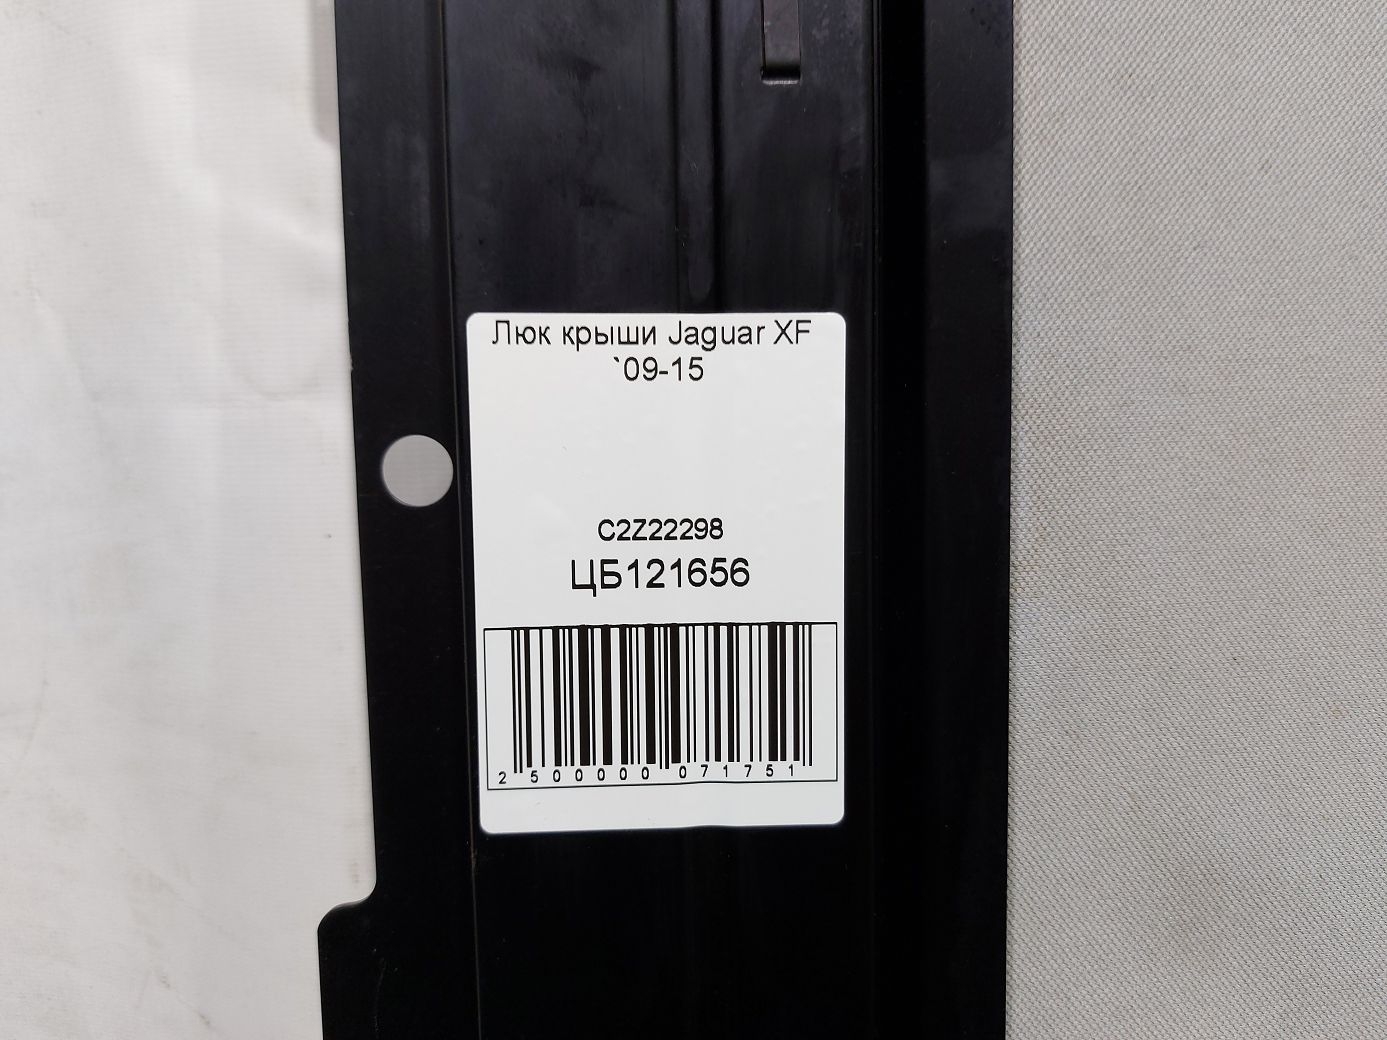 Люк крыши Jaguar XF
`09-15
C2Z22298
ЦБ121656
2 500000 071751